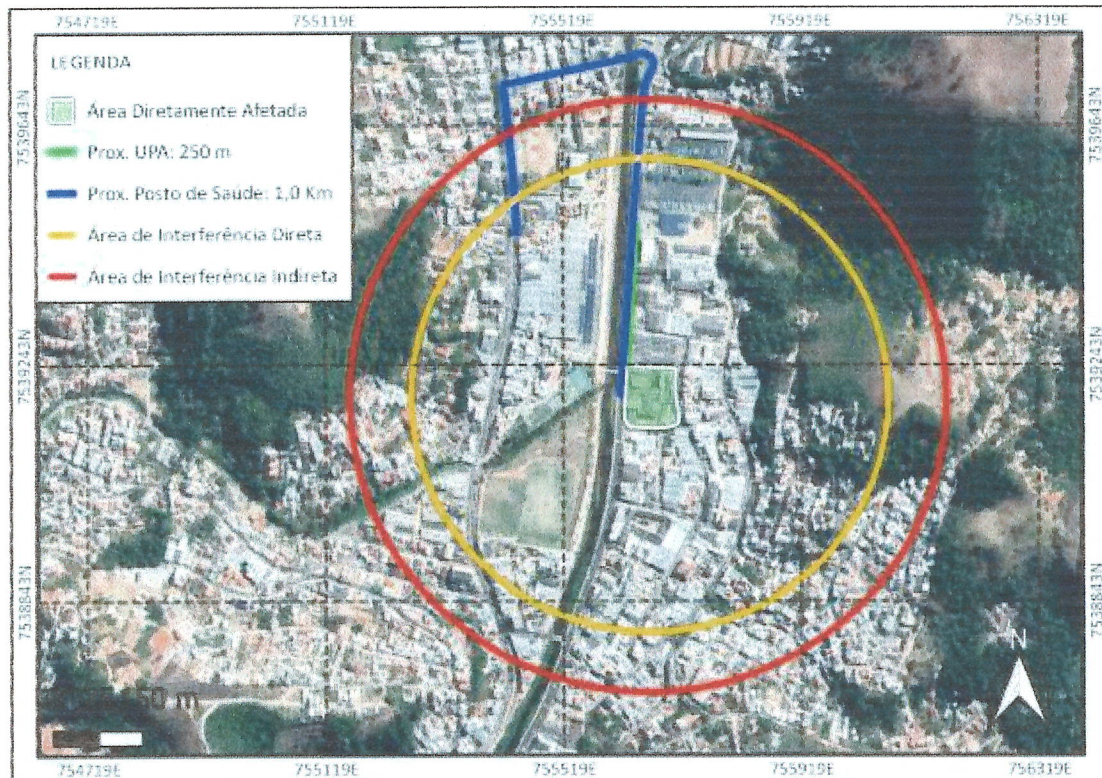 754719E 755119E 755519E 755919E 756319E
LEGENDA
Área Diretamente Afetada
Prox. UPA: 250 m
Prox. Posto de Saúde: 1,0 Km
Área de Interferência Direta
Área de Interferência Indireta
7539643N
7539243N
7538843N
7539643N
7539243N
7538843N
N
m
754719E 755119E 755519E 755919E 756319E